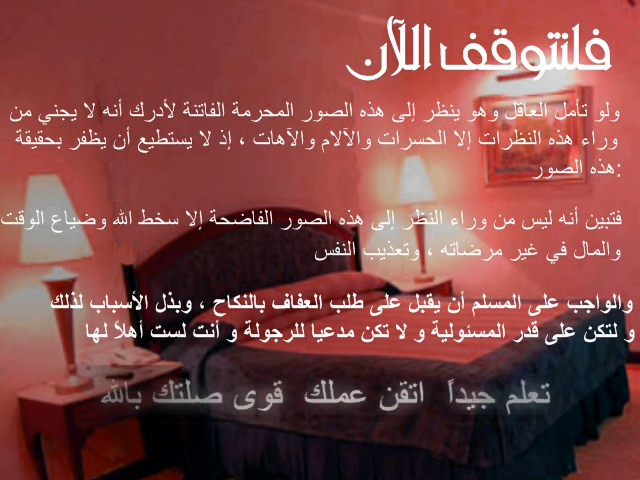 فلنتوقف الآن
ولو تأمل العاقل وهو ينظر إلى هذه الصور المحرمة الفاتنة لأدرك أنه لا يجني من
وراء هذه النظرات إلا الحسرات والآلام والآهات ، إذ لا يستطيع أن يظفر بحقيقة
هذه الصور:
فتبين أنه ليس من وراء النظر إلى هذه الصور الفاضحة إلا سخط الله وضياع الوقت
والمال في غير مرضاته ، وتعذيب النفس
والواجب على المسلم أن يقبل على طلب العفاف بالنكاح ، وبذل الأسباب لذلك
و لتكن على قدر المسئولية و لا تكن مدعيا للرجولة و أنت لست أهلاً لها
تعلم جيداً اتقن عملك قوى صلتك بالله